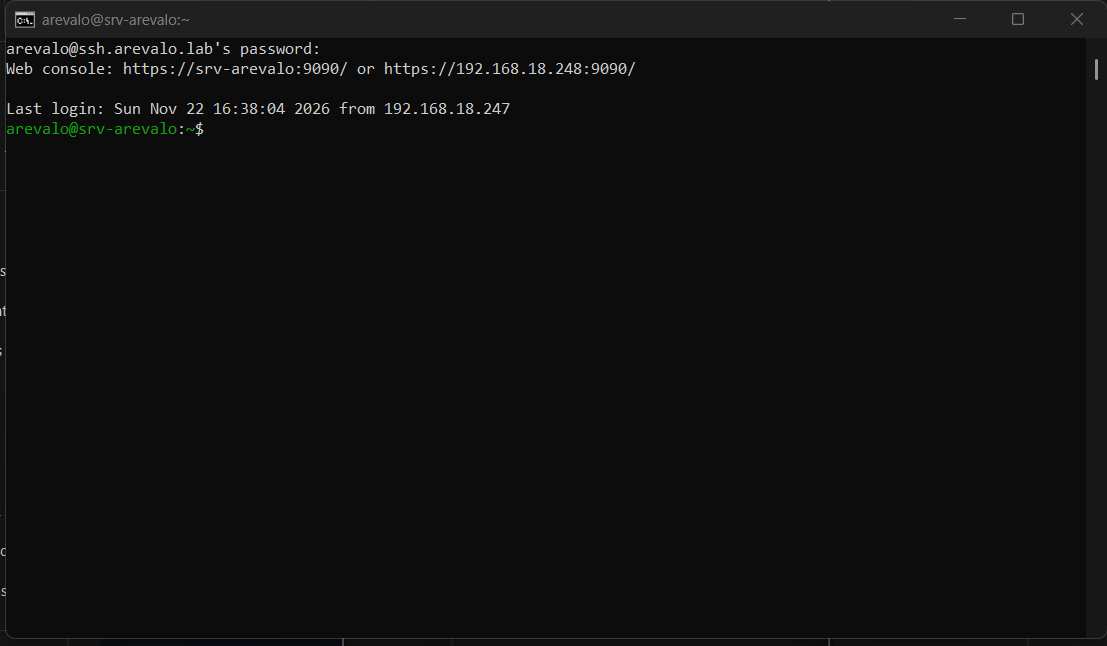 arevalo@srv-arevalo:~
arevalo@ssh.arevalo.lab's password:
Web console: https://srv-arevalo:9090/ or https://192.168.18.248:9090/
Last login: Sun Nov 22 16:38:04 2026 from 192.168.18.247
arevalo@srv-arevalo:~$